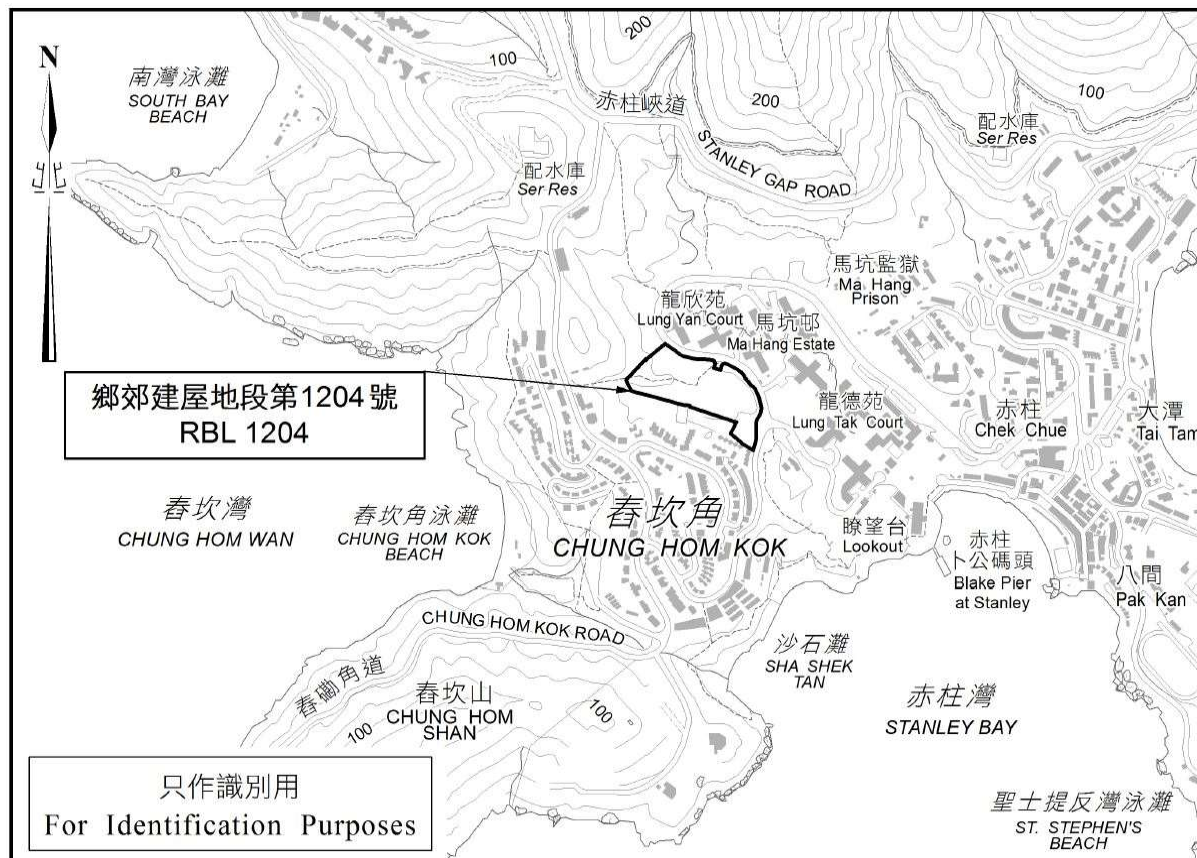 N
南灣泳灘
SOUTH BAY
BEACH
100
200
赤柱峽道
200
100
配水庫
Ser Res
配水庫
Ser Res
STANLEY GAP ROAD
馬坑監獄
Ma Hang
Prison
龍欣苑
Lung Yan Court
馬坑邨
Ma Hang Estate
鄉郊建屋地段第1204號
RBL 1204
龍德苑
Lung Tak Court
赤柱
Chek Chue
大潭
Tai Tam
舂坎灣
CHUNG HOM WAN
舂坎角泳灘
CHUNG HOM KOK
BEACH
舂坎角
CHUNG HOM KOK
瞭望台
Lookout
赤柱
卜公碼頭
Blake Pier
at Stanley
八間
Pak Kan
CHUNG HOM KOK ROAD
舂磡角道
沙石灘
SHA SHEK
TAN
舂坎山
CHUNG HOM
SHAN
100
100
赤柱灣
STANLEY BAY
只作識別用
For Identification Purposes
聖士提反灣泳灘
ST. STEPHEN'S
BEACH